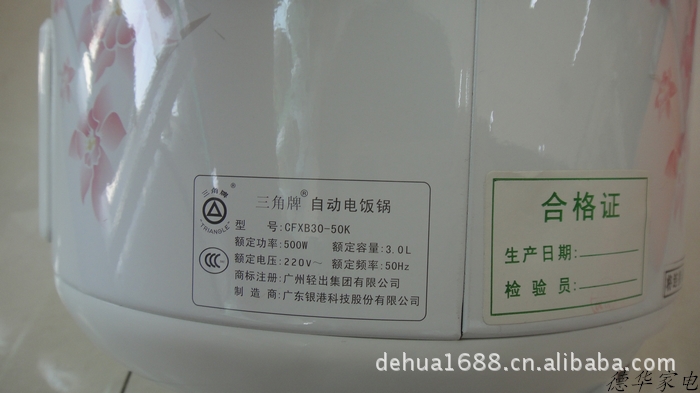 三角牌®
"TRIANGLE"
三角牌® 自动电饭锅
型 号:CFXB30-50K
额定功率:500W 额定容量:3.0L
额定电压:220V~ 额定频率:50Hz
商标注册:广州轻出集团有限公司
制 造 商:广东银港科技股份有限公司
合格证
生产日期:
检 验 员:
dehua1688.cn.alibaba.com
德华家电